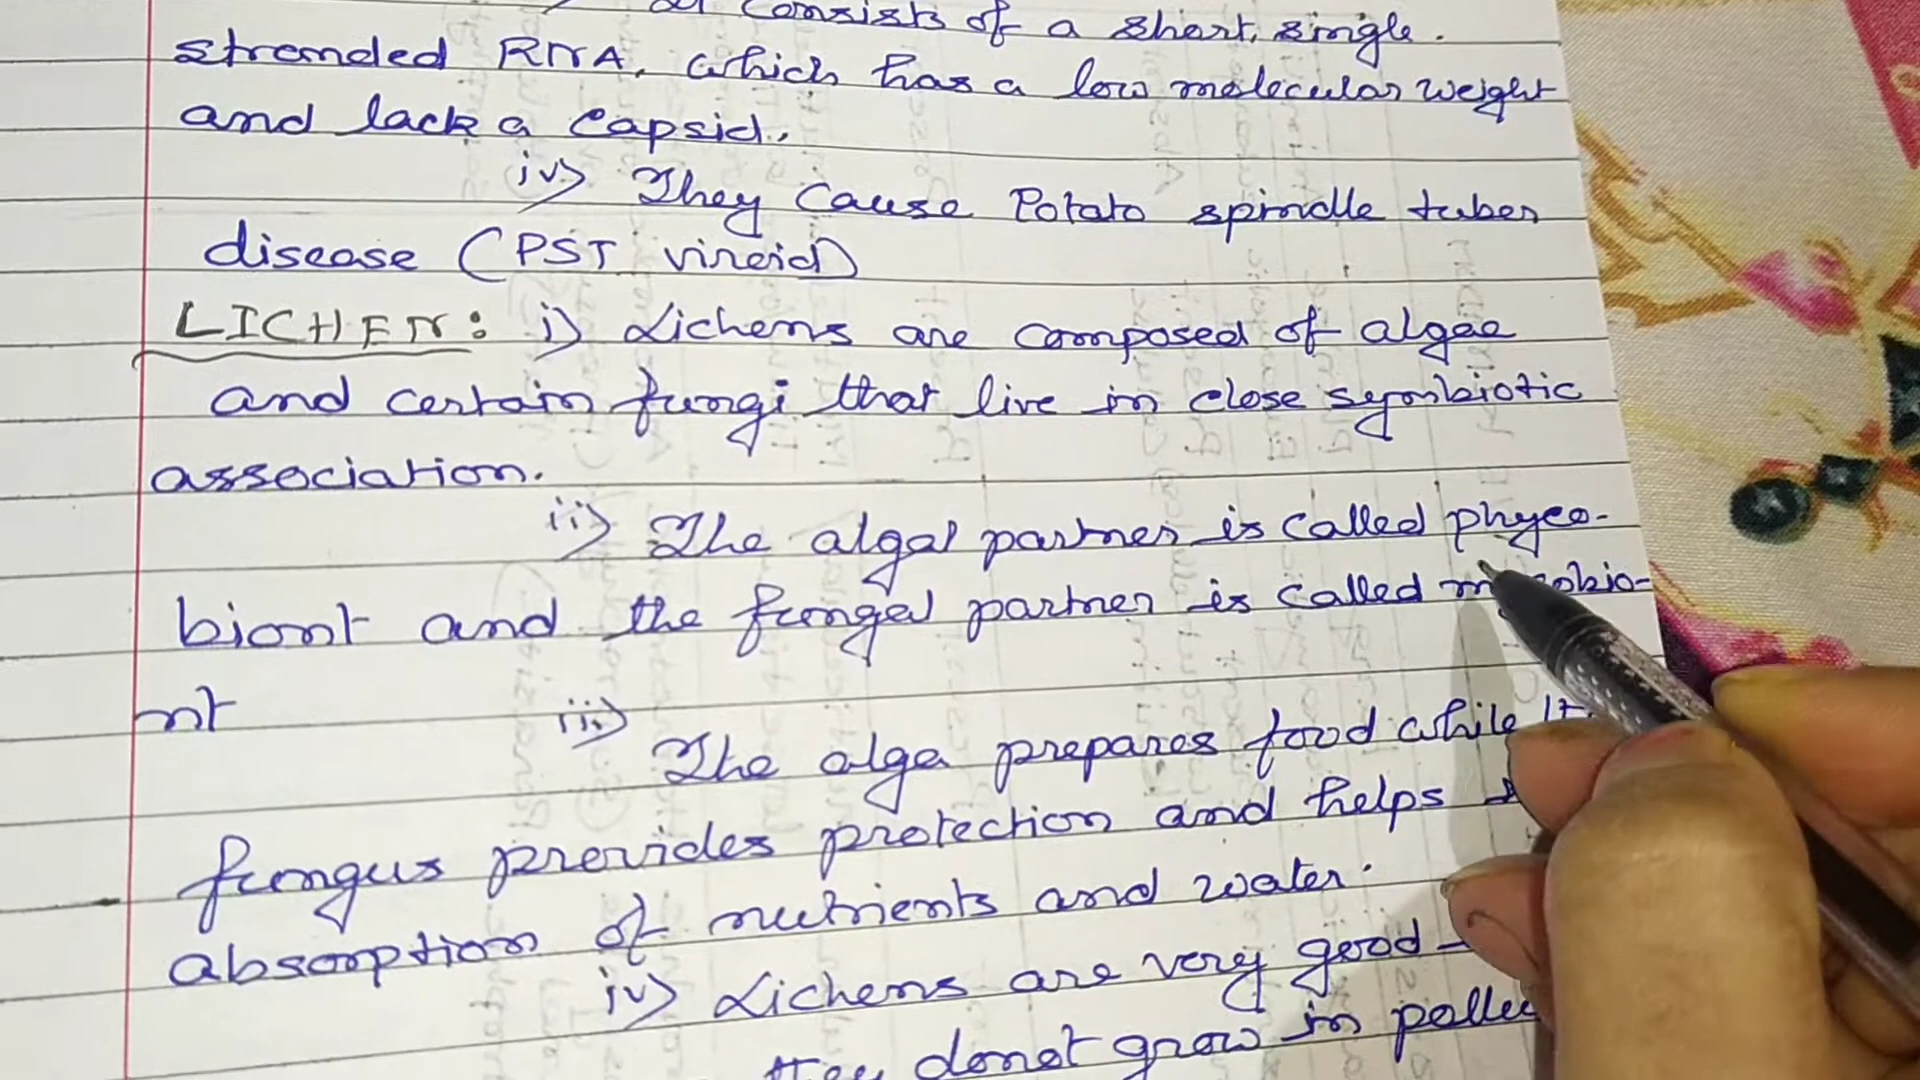 consists of a short, single.
stranded RNA, which has a low molecular weight
and lack a capsid.
iv) They cause Potato spindle tuber
disease (PST viroid)
LICHEN: i) Lichens are composed of algae
and certain fungi that live in close symbiotic
association.
ii) The algal partner is called phyco-
biont and the fungal partner is called
nt
iii) The alga prepares food while
fungus provides protection and helps
absorption of nutrients and water.
iv) Lichens are very good
they donot grow in